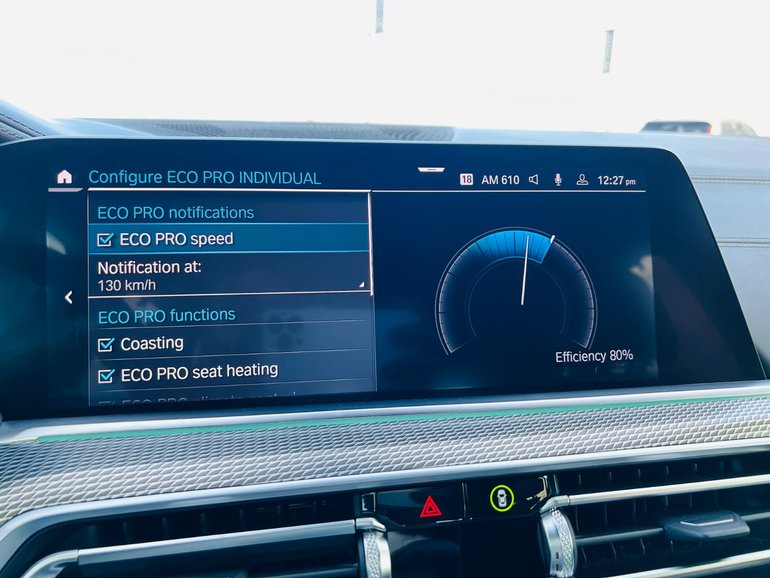 Configure ECO PRO INDIVIDUAL
18 AM 610 12:27 pm
ECO PRO notifications
ECO PRO speed
Notification at:
130 km/h
ECO PRO functions
Coasting
ECO PRO seat heating
Efficiency 80%